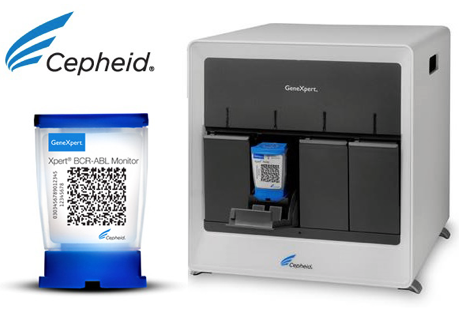 Cepheid®
GeneXpert®
Xpert® BCR-ABL Monitor
GeneXpert®
Cepheid®
Cepheid®